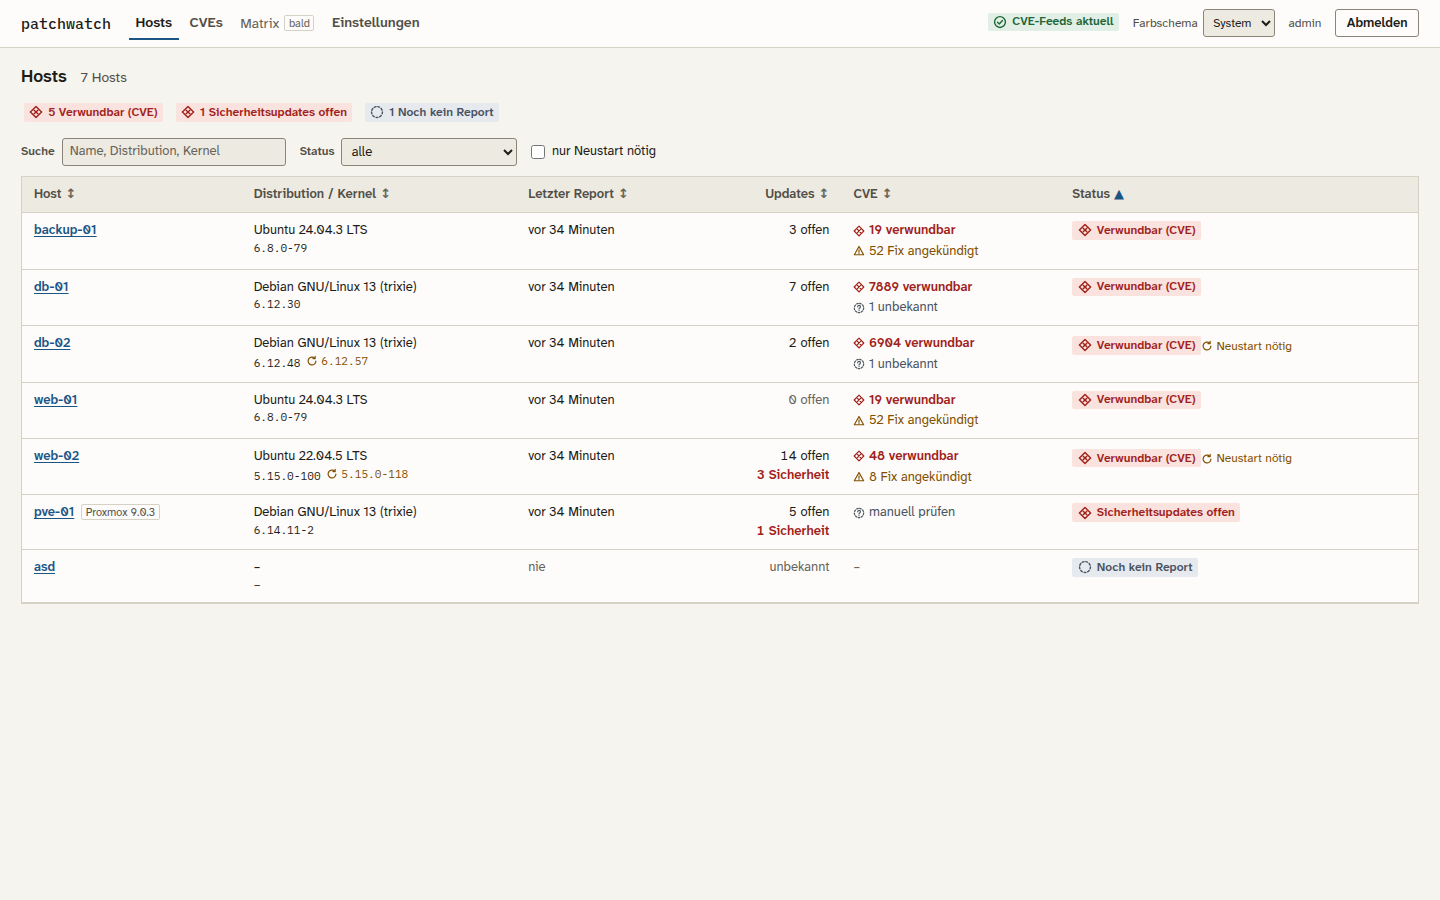 patchwatch Hosts CVEs Matrix bald Einstellungen CVE-Feeds aktuell Farbschema System admin Abmelden
Hosts 7 Hosts
5 Verwundbar (CVE) 1 Sicherheitsupdates offen 1 Noch kein Report
Suche Name, Distribution, Kernel Status alle nur Neustart nötig
Host Distribution / Kernel Letzter Report Updates CVE Status
backup-01 Ubuntu 24.04.3 LTS vor 34 Minuten 3 offen 19 verwundbar Verwundbar (CVE)
6.8.0-79 52 Fix angekündigt
db-01 Debian GNU/Linux 13 (trixie) vor 34 Minuten 7 offen 7889 verwundbar Verwundbar (CVE)
6.12.30 1 unbekannt
db-02 Debian GNU/Linux 13 (trixie) vor 34 Minuten 2 offen 6904 verwundbar Verwundbar (CVE) Neustart nötig
6.12.48 6.12.57 1 unbekannt
web-01 Ubuntu 24.04.3 LTS vor 34 Minuten 0 offen 19 verwundbar Verwundbar (CVE)
6.8.0-79 52 Fix angekündigt
web-02 Ubuntu 22.04.5 LTS vor 34 Minuten 14 offen 48 verwundbar Verwundbar (CVE) Neustart nötig
5.15.0-100 5.15.0-118 3 Sicherheit 8 Fix angekündigt
pve-01 Proxmox 9.0.3 Debian GNU/Linux 13 (trixie) vor 34 Minuten 5 offen manuell prüfen Sicherheitsupdates offen
6.14.11-2 1 Sicherheit
asd – nie unbekannt – Noch kein Report
–